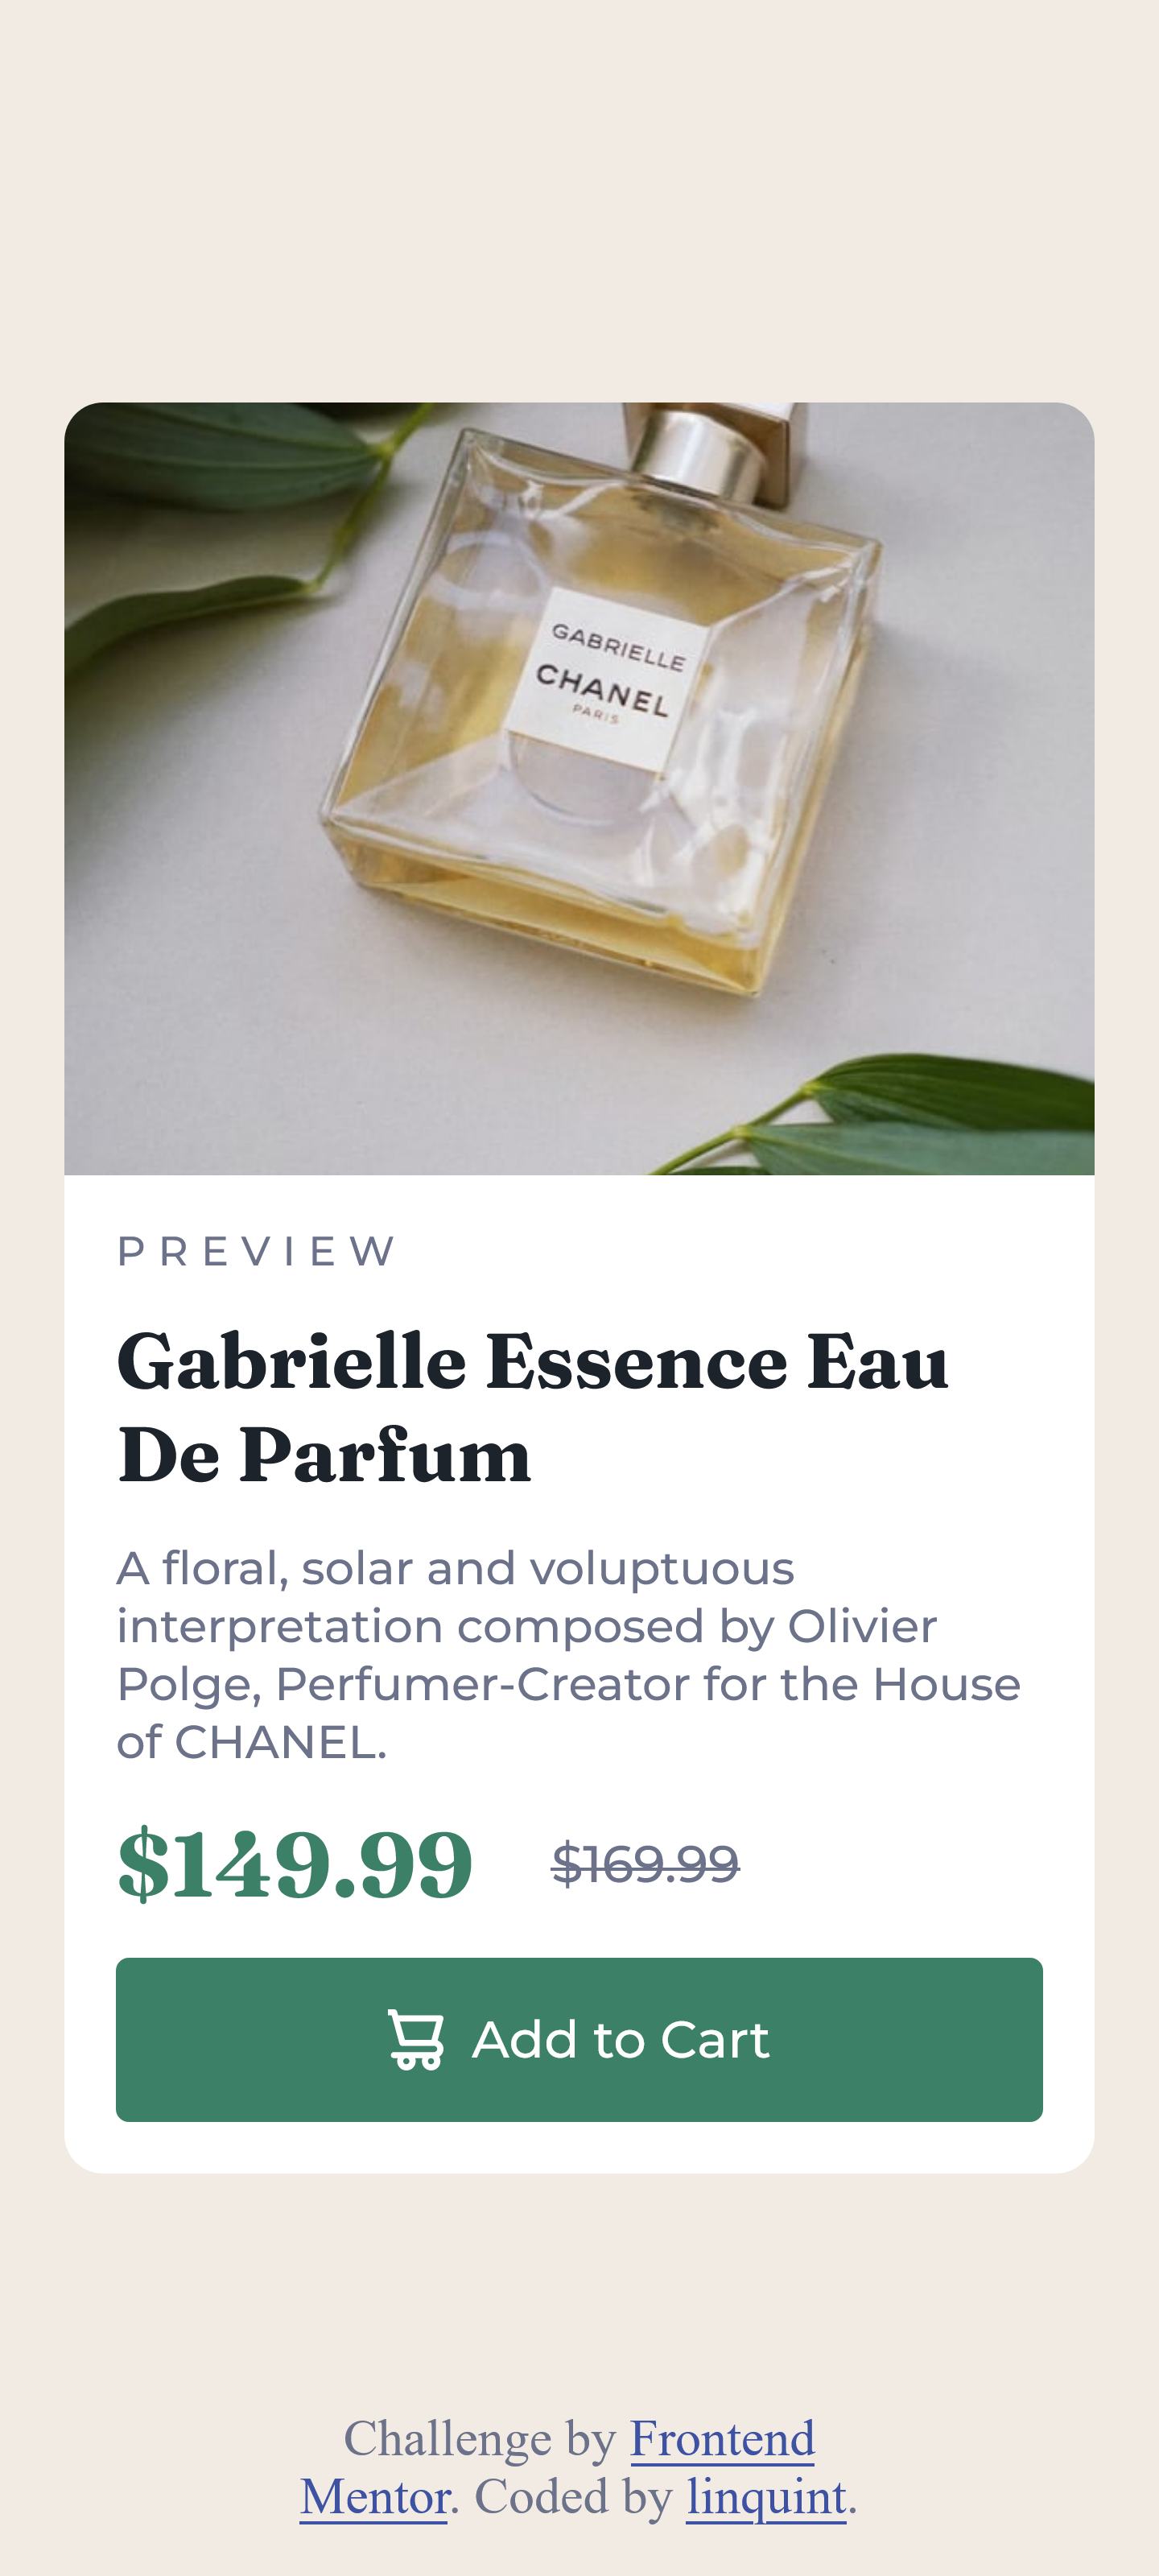 GABRIELLE
CHANEL
PARIS
PREVIEW
Gabrielle Essence Eau
De Parfum
A floral, solar and voluptuous
interpretation composed by Olivier
Polge, Perfumer-Creator for the House
of CHANEL.
$149.99 $169.99
Add to Cart
Challenge by Frontend
Mentor. Coded by linquint.